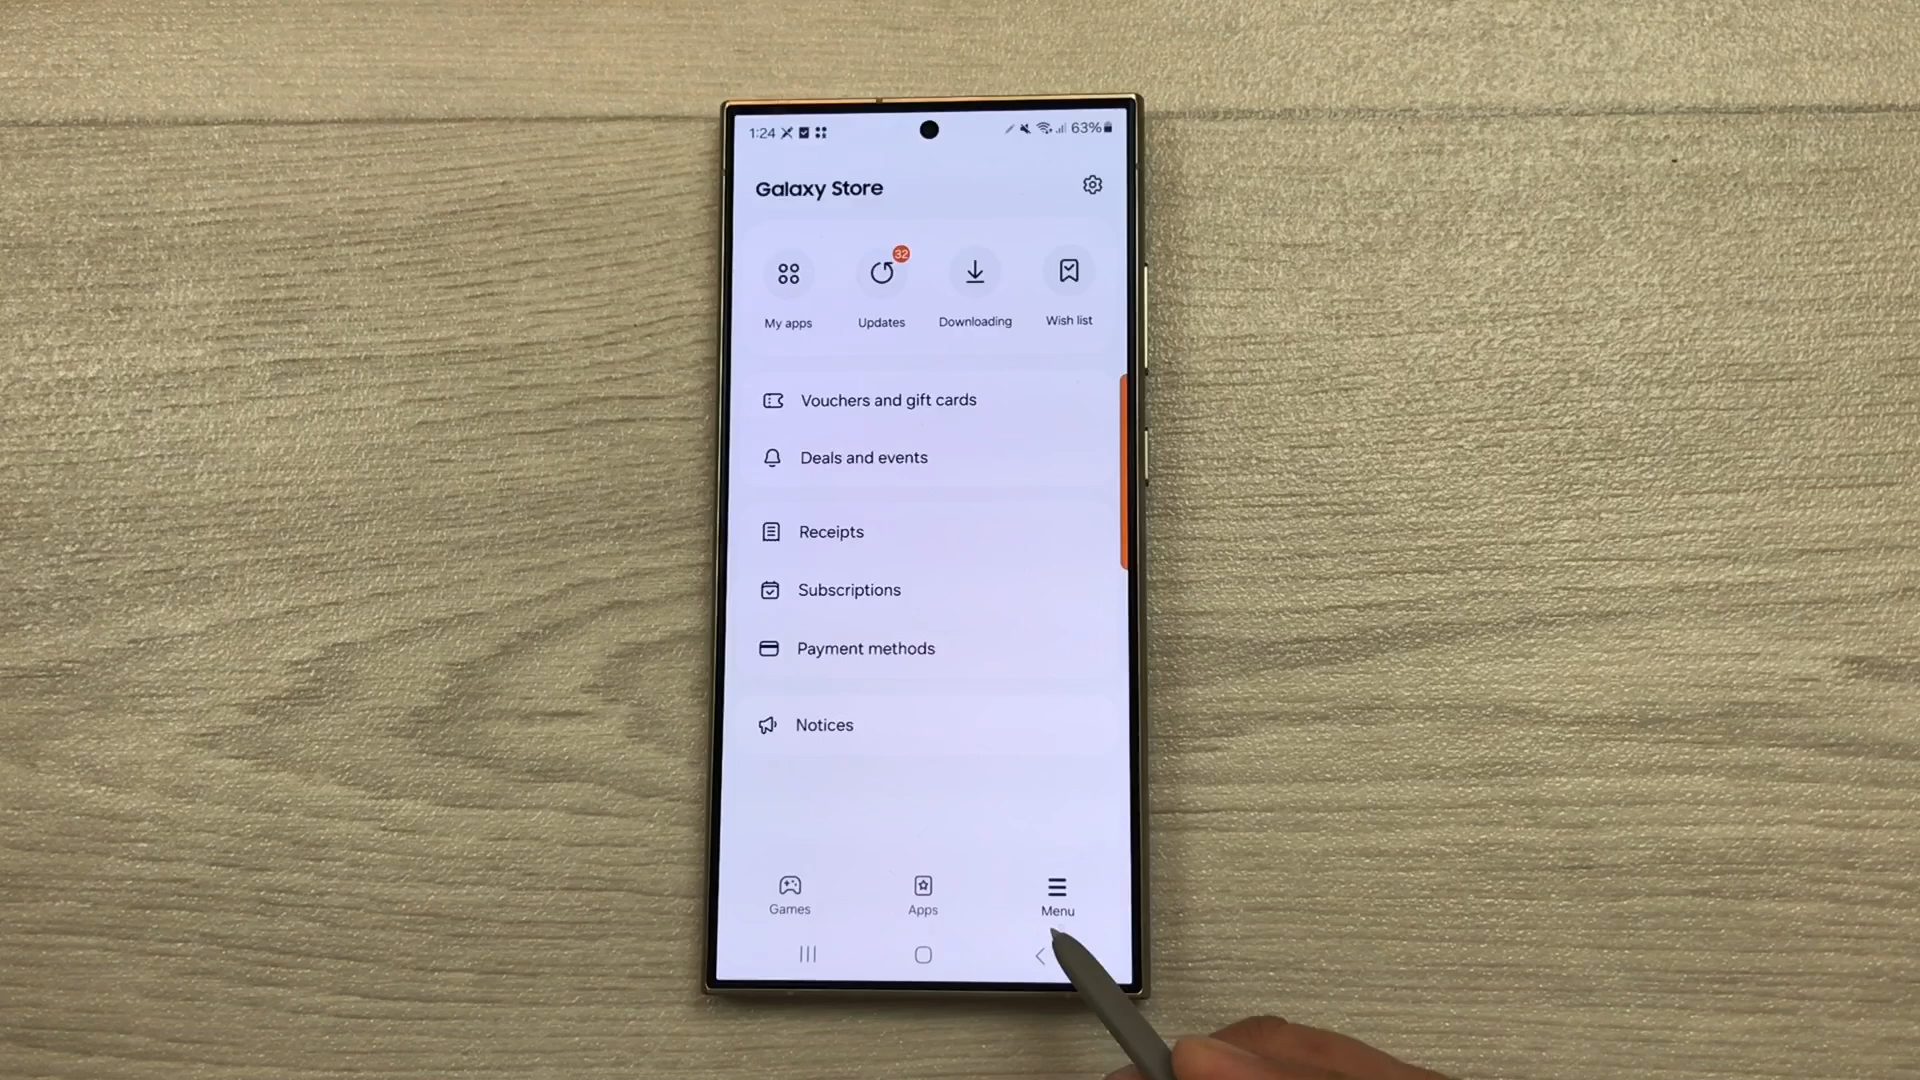 1:24 63%
Galaxy Store
32
My apps Updates Downloading Wish list
Vouchers and gift cards
Deals and events
Receipts
Subscriptions
Payment methods
Notices
Games Apps Menu